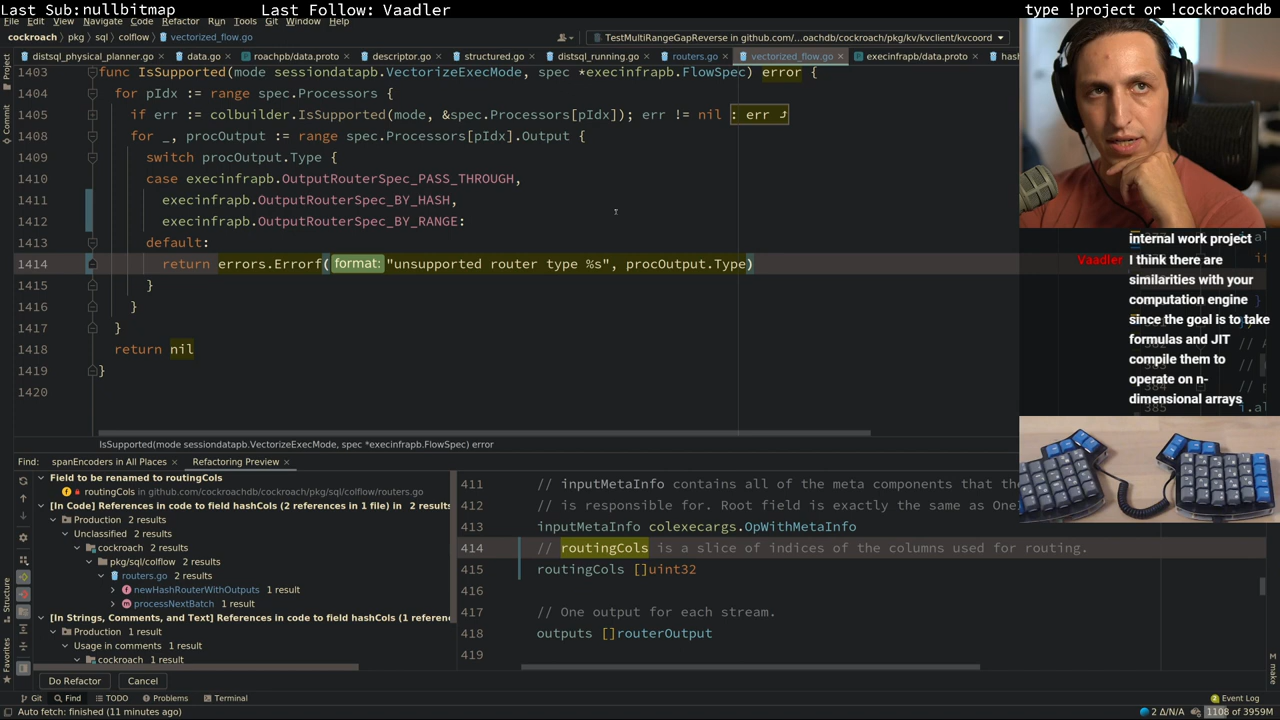 Last Sub:nullbitmap
Last Follow: Vaadler
type !project or !cockroachdb
File Edit View Navigate Code Refactor Run Tools Git Window Help
cockroach pkg sql colflow vectorized_flow.go
TestMultiRangeGapReverse in github.com/...oachdb/cockroach/pkg/kv/kvclient/kvcoord
distsql_physical_planner.go data.go roachpb/data.proto descriptor.go structured.go distsql_running.go routers.go vectorized_flow.go execinfrapb/data.proto
1403 func IsSupported(mode sessiondatapb.VectorizeExecMode, spec *execinfrapb.FlowSpec) error {
1404 for pIdx := range spec.Processors {
1405 if err := colbuilder.IsSupported(mode, &spec.Processors[pIdx]); err != nil : err
1408 for _, procOutput := range spec.Processors[pIdx].Output {
1409 switch procOutput.Type {
1410 case execinfrapb.OutputRouterSpec_PASS_THROUGH,
1411 execinfrapb.OutputRouterSpec_BY_HASH,
1412 execinfrapb.OutputRouterSpec_BY_RANGE:
1413 default:
1414 return errors.Errorf( format: "unsupported router type %s", procOutput.Type)
1415 }
1416 }
1417 }
1418 return nil
1419 }
1420
IsSupported(mode sessiondatapb.VectorizeExecMode, spec *execinfrapb.FlowSpec) error
internal work project
Vaadler I think there are
similarities with your
computation engine
since the goal is to take
formulas and JIT
compile them to
operate on n-
dimensional arrays
385
Find: spanEncoders in All Places Refactoring Preview
Field to be renamed to routingCols
routingCols in github.com/cockroachdb/cockroach/pkg/sql/colflow/routers.go
[In Code] References in code to field hashCols (2 references in 1 file) in 2 results
Production 2 results
Unclassified 2 results
cockroach 2 results
pkg/sql/colflow 2 results
routers.go 2 results
newHashRouterWithOutputs 1 result
processNextBatch 1 result
[In Strings, Comments, and Text] References in code to field hashCols (1 referenc
Production 1 result
Usage in comments 1 result
cockroach 1 result
411 // inputMetaInfo contains all of the meta components that the
412 // is responsible for. Root field is exactly the same as One
413 inputMetaInfo colexecargs.OpWithMetaInfo
414 // routingCols is a slice of indices of the columns used for routing.
415 routingCols []uint32
416
417 // One output for each stream.
418 outputs []routerOutput
419
Do Refactor Cancel
Git Find TODO Problems Terminal
Event Log
Auto fetch: finished (11 minutes ago)
2 Δ/N/A 1108 of 3959M
Project
Commit
Structure
Favorites
make